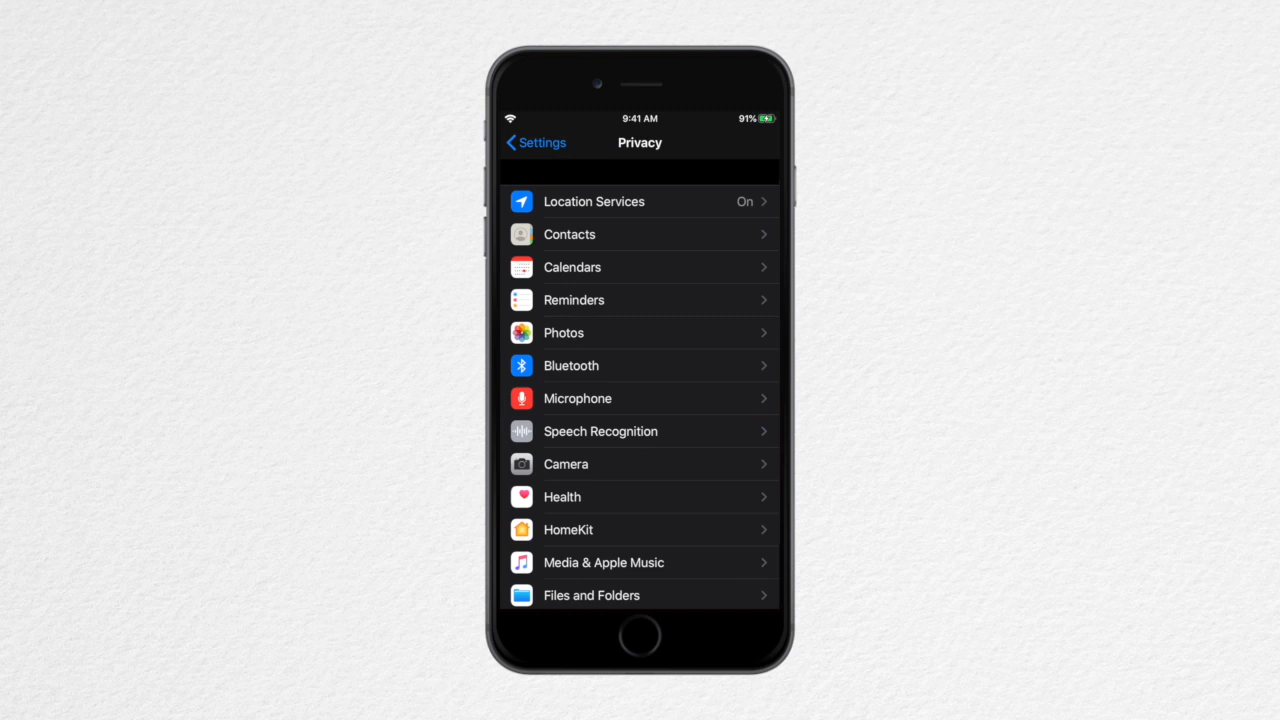 9:41 AM
91%
Settings
Privacy
Location Services On
Contacts
Calendars
Reminders
Photos
Bluetooth
Microphone
Speech Recognition
Camera
Health
HomeKit
Media & Apple Music
Files and Folders